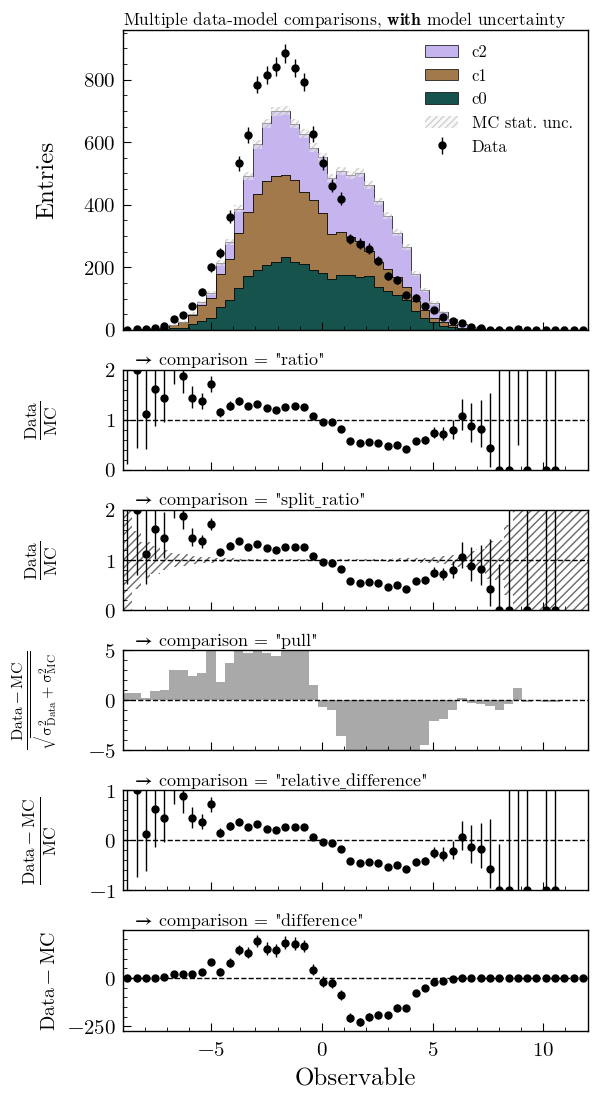 Multiple data-model comparisons, with model uncertainty
c2
c1
c0
MC stat. unc.
Data
Entries
800
600
400
200
0
→ comparison = "ratio"
Data
MC
2
1
0
→ comparison = "split_ratio"
Data
MC
2
1
0
→ comparison = "pull"
Data − MC
√σ²Data + σ²MC
5
0
−5
→ comparison = "relative_difference"
Data − MC
MC
1
0
−1
→ comparison = "difference"
Data − MC
0
−250
−5 0 5 10
Observable